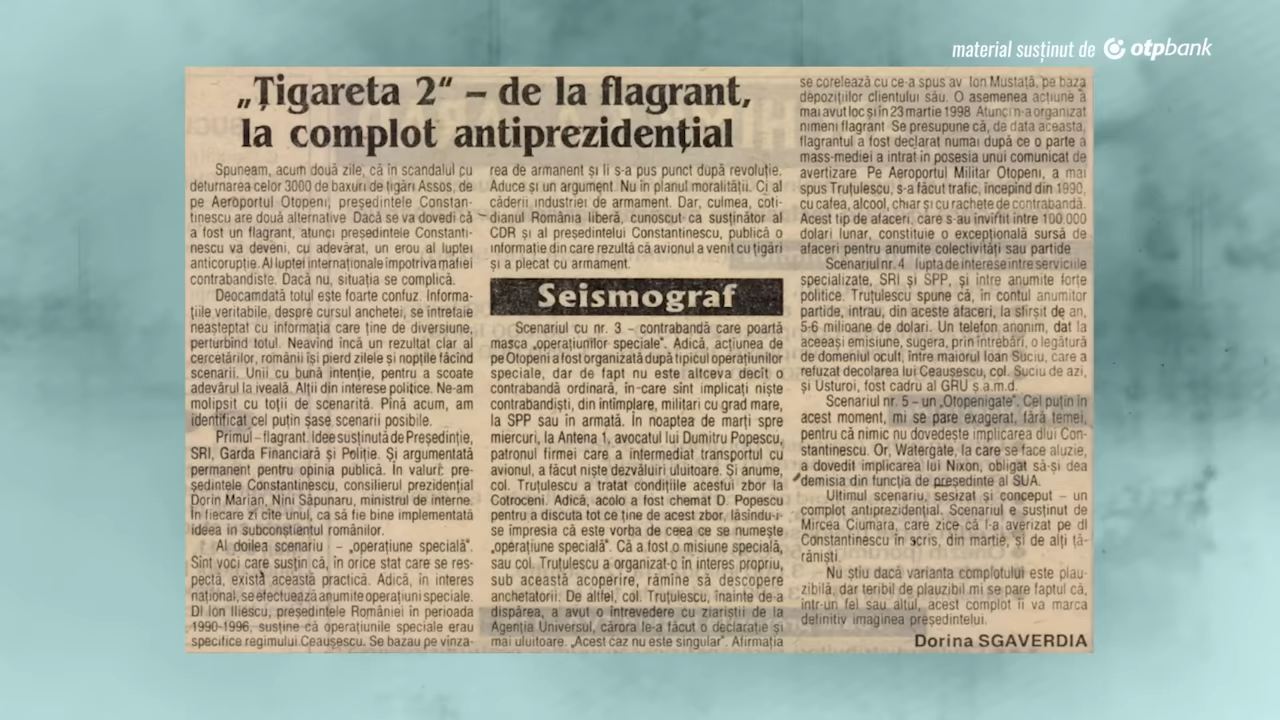 material susținut de otpbank
„Țigareta 2“ – de la flagrant,
la complot antiprezidențial
Spuneam, acum două zile, că în scandalul cu
deturnarea celor 3000 de baxuri de țigări Assos, de
pe Aeroportul Otopeni, președintele Constan-
tinescu are două alternative Dacă se va dovedi că
a fost un flagrant, atunci președintele Constanti-
nescu va deveni, cu adevărat, un erou al luptei
anticorupție. Al luptei internaționale împotriva mafiei
contrabandiste. Dacă nu, situația se complică.
Deocamdată totul este foarte confuz. Informa-
țiile veritabile, despre cursul anchetei, se întretaie
neașteptat cu informația care ține de diversiune,
perturbînd totul. Neavînd încă un rezultat clar al
cercetărilor, românii își pierd zilele și nopțile făcînd
scenarii. Unii cu bună intenție, pentru a scoate
adevărul la iveală. Alții din interese politice. Ne-am
molipsit cu toții de scenarită. Pînă acum, am
identificat cel puțin șase scenarii posibile.
Primul – flagrant. Idee susținută de Președinție,
SRI, Garda Financiară și Poliție. Și argumentată
permanent pentru opinia publică. În valuri: pre-
ședintele Constantinescu, consilierul prezidențial
Dorin Marian, Nini Săpunaru, ministrul de interne.
În fiecare zi cîte unul, ca să fie bine implementată
ideea în subconștientul românilor.
Al doilea scenariu – „operațiune specială“.
Sînt voci care susțin că, în orice stat care se res-
pectă, există această practică. Adică, în interes
național, se efectuează anumite operațiuni speciale.
Dl Ion Iliescu, președintele României în perioada
1990-1996, susține că operațiunile speciale erau
specifice regimului Ceaușescu. Se bazau pe vînza-
rea de armanent și li s-a pus punct după revoluție.
Aduce și un argument. Nu în planul moralității. Ci al
căderii industriei de armament. Dar, culmea, coti-
dianul România liberă, cunoscut ca susținător al
CDR și al președintelui Constantinescu, publică o
informație din care rezultă că avionul a venit cu țigări
și a plecat cu armament.
Seismograf
Scenariul cu nr. 3 – contrabandă care poartă
masca „operațiunilor speciale“. Adică, acțiunea de
pe Otopeni a fost organizată după tipicul operațiunilor
speciale, dar de fapt nu este altceva decît o
contrabandă ordinară, în-care sînt implicați niște
contrabandiști, din întîmplare, militari cu grad mare,
la SPP sau în armată. În noaptea de marți spre
miercuri, la Antena 1, avocatul lui Dumitru Popescu,
patronul firmei care a intermediat transportul cu
avionul, a făcut niște dezvăluiri uluitoare. Și anume,
col. Truțulescu a tratat condițiile acestui zbor la
Cotroceni. Adică, acolo a fost chemat D. Popescu
pentru a discuta tot ce ține de acest zbor, lăsîndu-i-
se impresia că este vorba de ceea ce se numește
„operațiune specială“. Că a fost o misiune specială,
sau col. Truțulescu a organizat-o în interes propriu,
sub această acoperire, rămîne să descopere
anchetatorii. De altfel, col. Truțulescu, înainte de-a
dispărea, a avut o întrevedere cu ziariștii de la
Agenția Universul, cărora le-a făcut o declarație și
mai uluitoare. „Acest caz nu este singular“. Afirmația
se corelează cu ce-a spus av Ion Mustață, pe baza
depozițiilor clientului său. O asemenea acțiune a
mai avut loc și în 23 martie 1998 Atunci n-a organizat
nimeni flagrant Se presupune că, de data aceasta,
flagrantul a fost declarat numai după ce o parte a
mass-mediei a intrat în posesia unui comunicat de
avertizare Pe Aeroportul Militar Otopeni, a mai
spus Truțulescu, s-a făcut trafic, începînd din 1990,
cu cafea, alcool, chiar și cu rachete de contrabandă.
Acest tip de afaceri, care s-au învîrtit între 100 000
dolari lunar, constituie o excepțională sursă de
afaceri pentru anumite colectivități sau partide
Scenariul nr. 4 lupta de interese între serviciile
specializate, SRI și SPP, și între anumite forțe
politice. Truțulescu spune că, în contul anumitor
partide, intrau, din aceste afaceri, la sfîrșit de an,
5-6 milioane de dolari. Un telefon anonim, dat la
aceeași emisiune, sugera, prin întrebări, o legătură
de domeniul ocult, între maiorul Ioan Suciu, care a
refuzat decolarea lui Ceaușescu, col. Suciu de azi,
și Usturoi, fost cadru al GRU ș.a.m.d.
Scenariul nr. 5 – un „Otopenigate“. Cel puțin în
acest moment, mi se pare exagerat, fără temei,
pentru că nimic nu dovedește implicarea dlui Con-
stantinescu. Or, Watergate, la care se face aluzie,
a dovedit implicarea lui Nixon, obligat să-și dea
demisia din funcția de președinte al SUA.
Ultimul scenariu, sesizat și conceput – un
complot antiprezidențial. Scenariul e susținut de
Mircea Ciumara, care zice că l-a averizat pe dl
Constantinescu în scris, din martie, și de alți ță-
răniști
Nu știu dacă varianta complotului este plau-
zibilă, dar teribil de plauzibil mi se pare faptul că,
într-un fel sau altul, acest complot îi va marca
definitiv imaginea președintelui.
Dorina SGAVERDIA